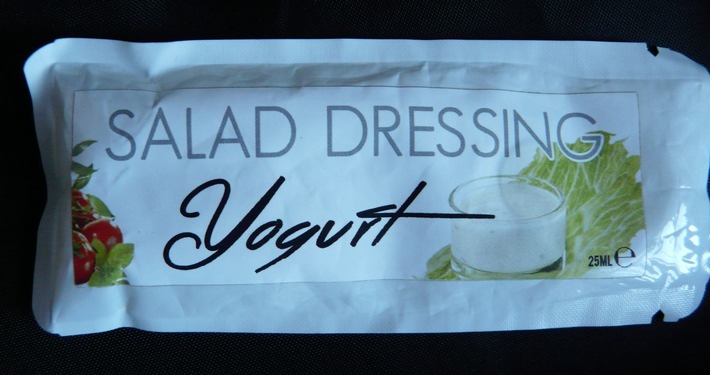 SALAD DRESSING
Yogurt
25ML ℮